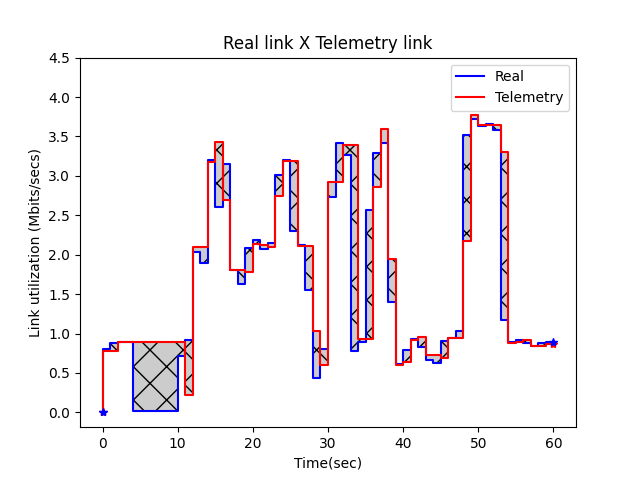 Real link X Telemetry link
Real
Telemetry
Link utilization (Mbits/secs)
4.5
4.0
3.5
3.0
2.5
2.0
1.5
1.0
0.5
0.0
0 10 20 30 40 50 60
Time(sec)